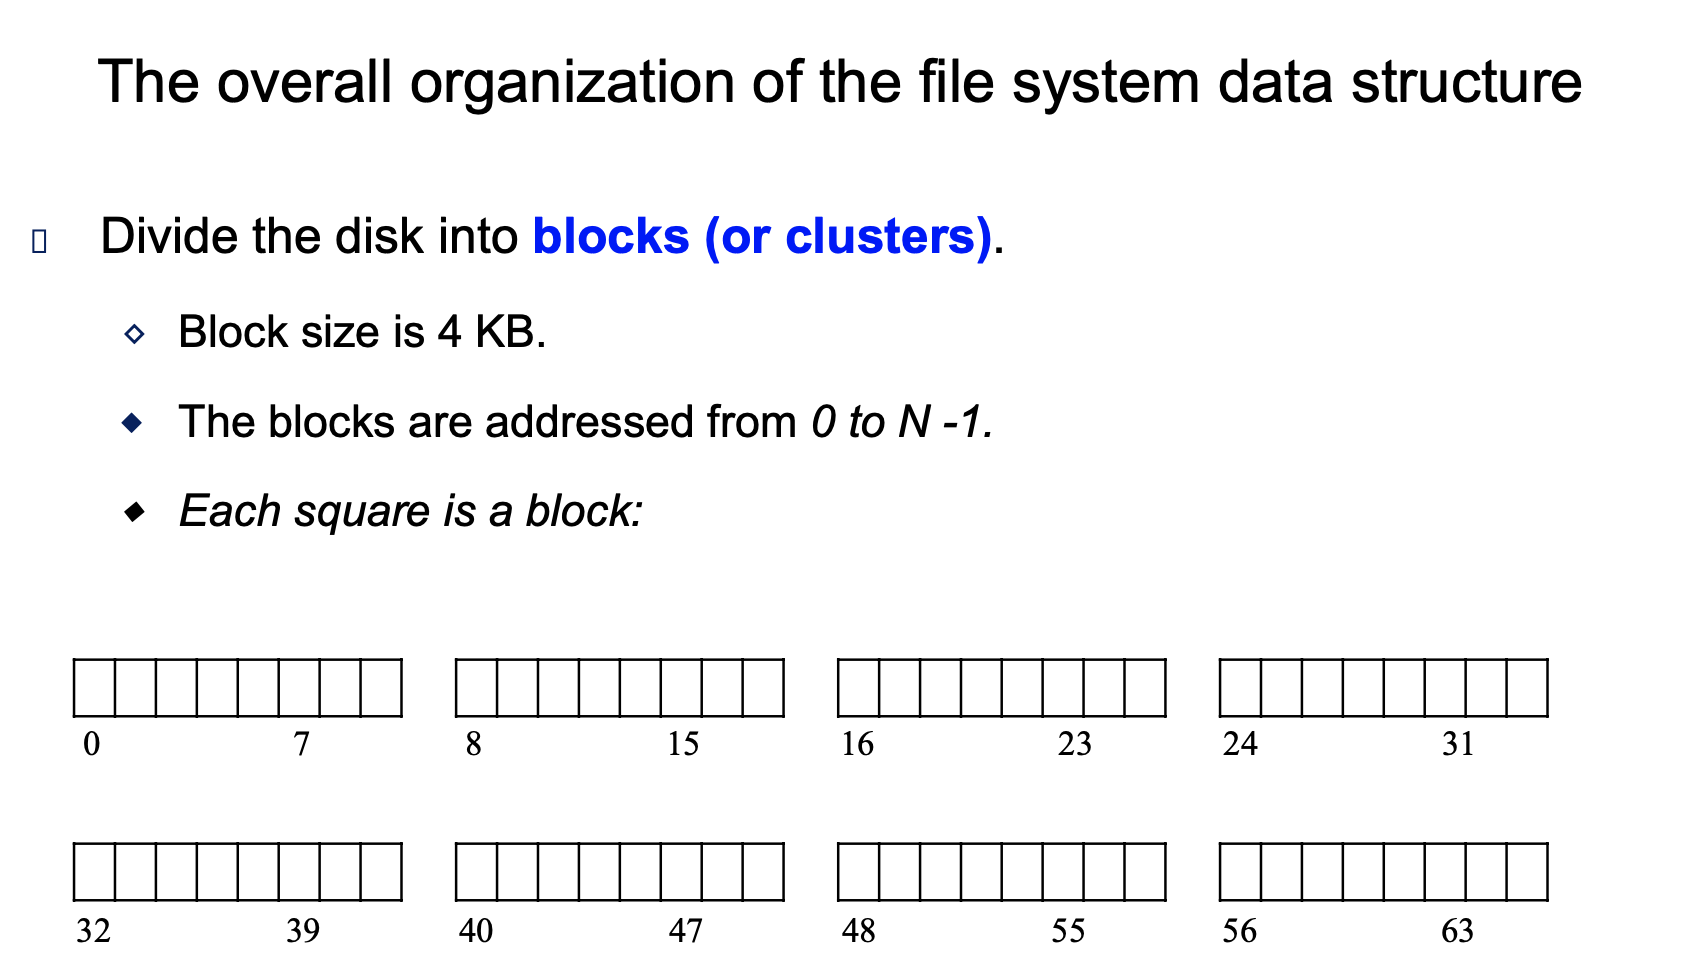 The overall organization of the file system data structure
Divide the disk into blocks (or clusters).
Block size is 4 KB.
The blocks are addressed from 0 to N -1.
Each square is a block:
0 7 8 15 16 23 24 31
32 39 40 47 48 55 56 63